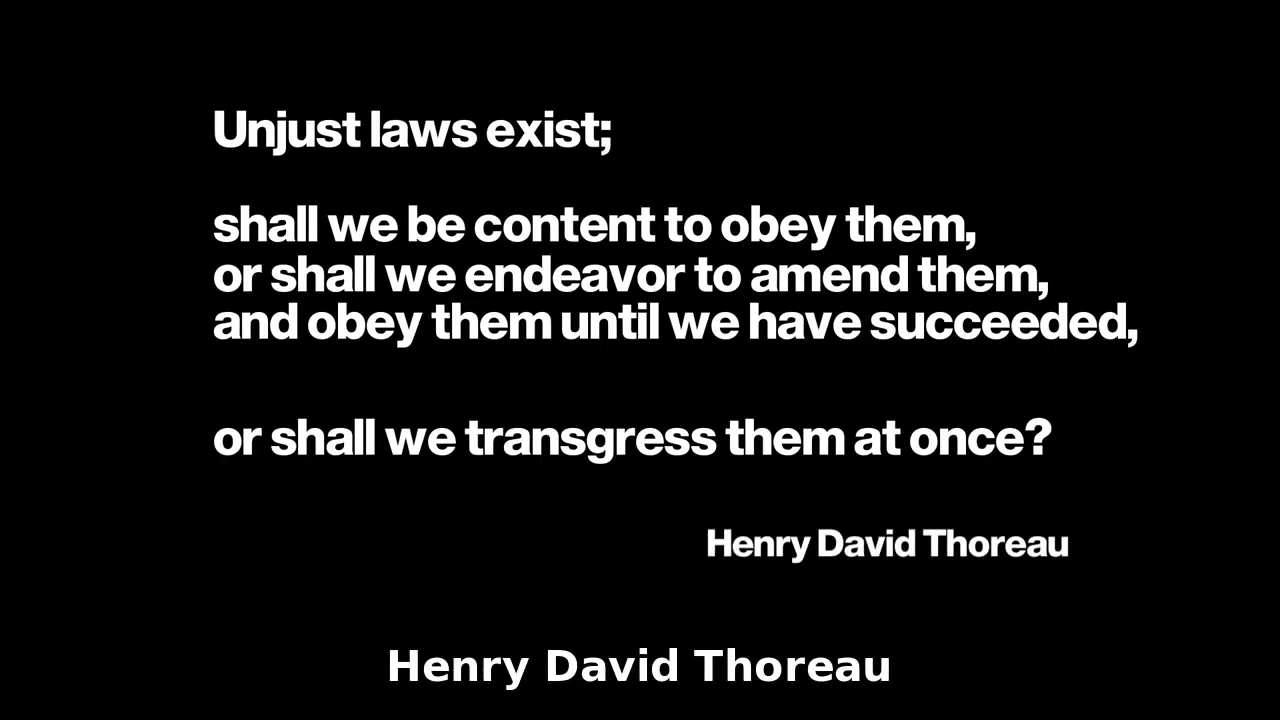 Unjust laws exist;
shall we be content to obey them,
or shall we endeavor to amend them,
and obey them until we have succeeded,
or shall we transgress them at once?
Henry David Thoreau
Henry David Thoreau